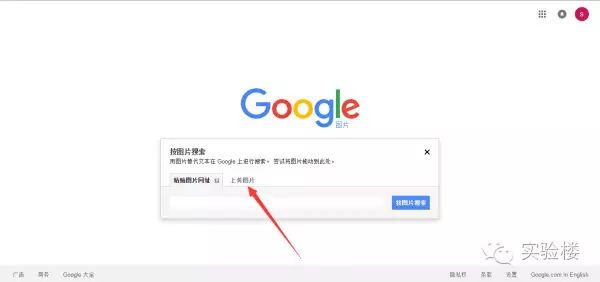 S
Google
图片
按图片搜索
用图片替代文本在 Google 上进行搜索。 尝试将图片拖动到此处。
粘贴图片网址
上传图片
按图片搜索
实验楼
广告 商务 Google 大全 隐私权 条款 设置 Google.com in English